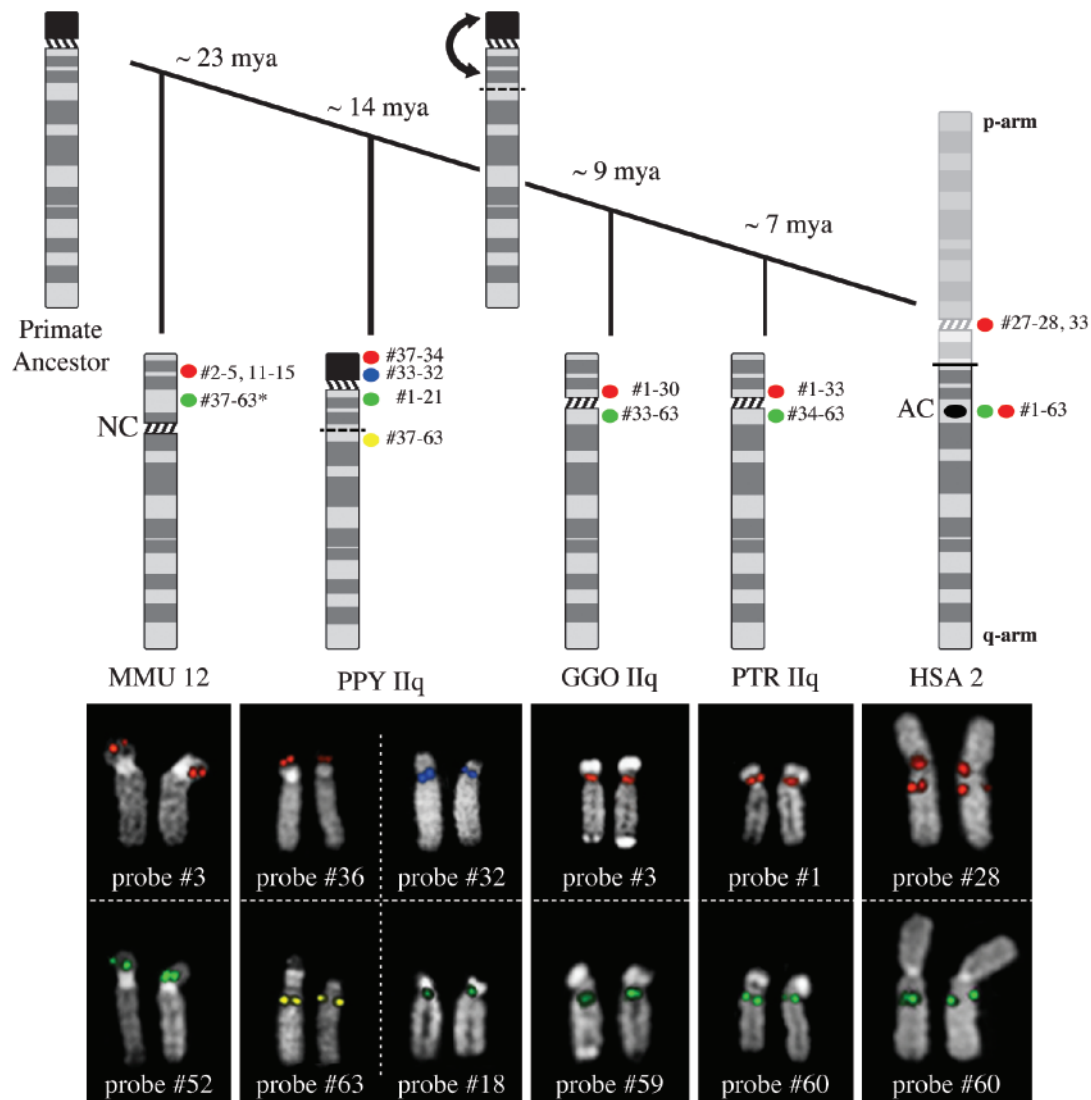 ~ 23 mya
~ 14 mya
~ 9 mya
~ 7 mya
p-arm
Primate
Ancestor
#27-28, 33
#2-5, 11-15
#37-63*
NC
#37-34
#33-32
#1-21
#37-63
#1-30
#33-63
#1-33
#34-63
AC
#1-63
q-arm
MMU 12
PPY IIq
GGO IIq
PTR IIq
HSA 2
probe #3
probe #36
probe #32
probe #3
probe #1
probe #28
probe #52
probe #63
probe #18
probe #59
probe #60
probe #60